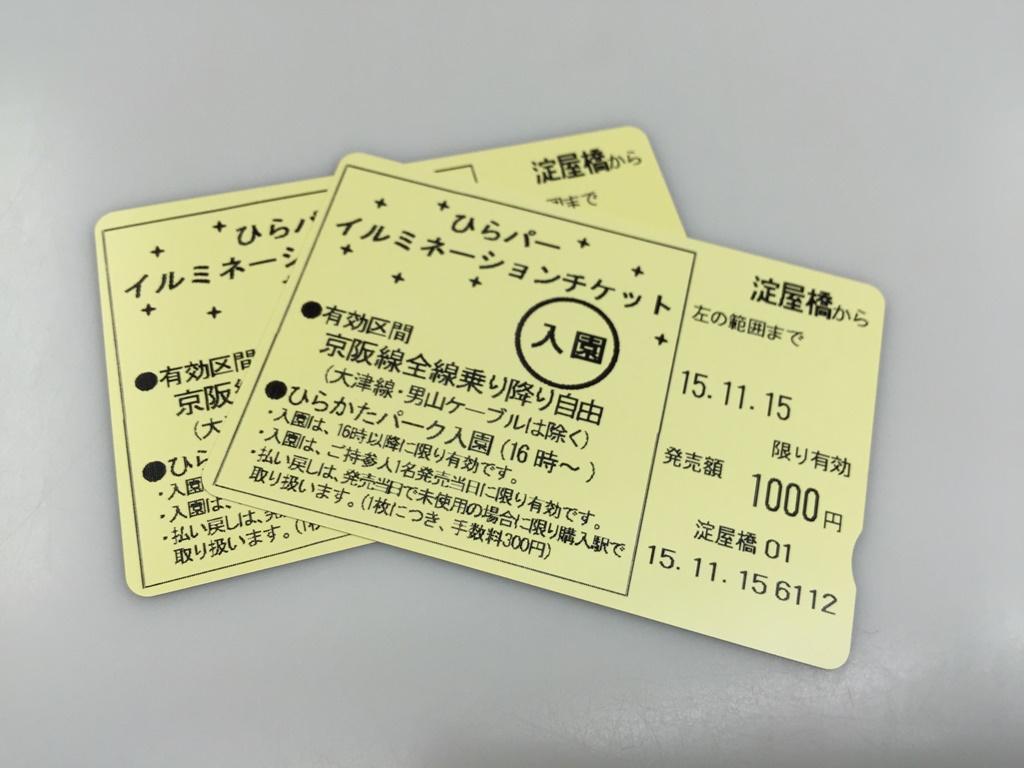 ひらパー
イルミネーションチケット
入園
●有効区間
京阪線全線乗り降り自由
(大津線・男山ケーブルは除く)
●ひらかたパーク入園(16時~)
・入園は、16時以降に限り有効です。
・入園は、ご持参人1名発売当日に限り有効です。
・払い戻しは、発売当日で未使用の場合に限り購入駅で
取り扱います。(1枚につき、手数料300円)
淀屋橋から
左の範囲まで
15.11.15
限り有効
発売額 1000円
淀屋橋01
15.11.15 6112
淀屋橋から
まで
ひらパ
イルミネーシ
●有効区間
京阪
(大
●ひら
・入園
・入園は、
・払い戻しは、発
取り扱います。(1枚